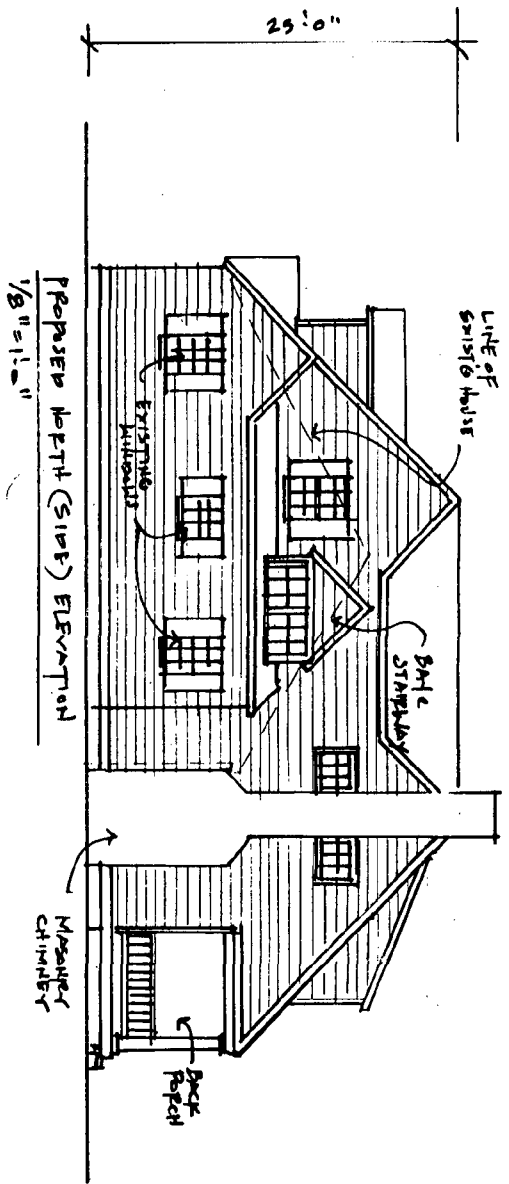 25'-0"
LINE OF
EXIST'G HOUSE
BACK
STAIRWAY
EXISTING
WINDOWS
MASONRY
CHIMNEY
BACK
PORCH
PROPOSED NORTH (SIDE) ELEVATION
1/8"=1'-0"